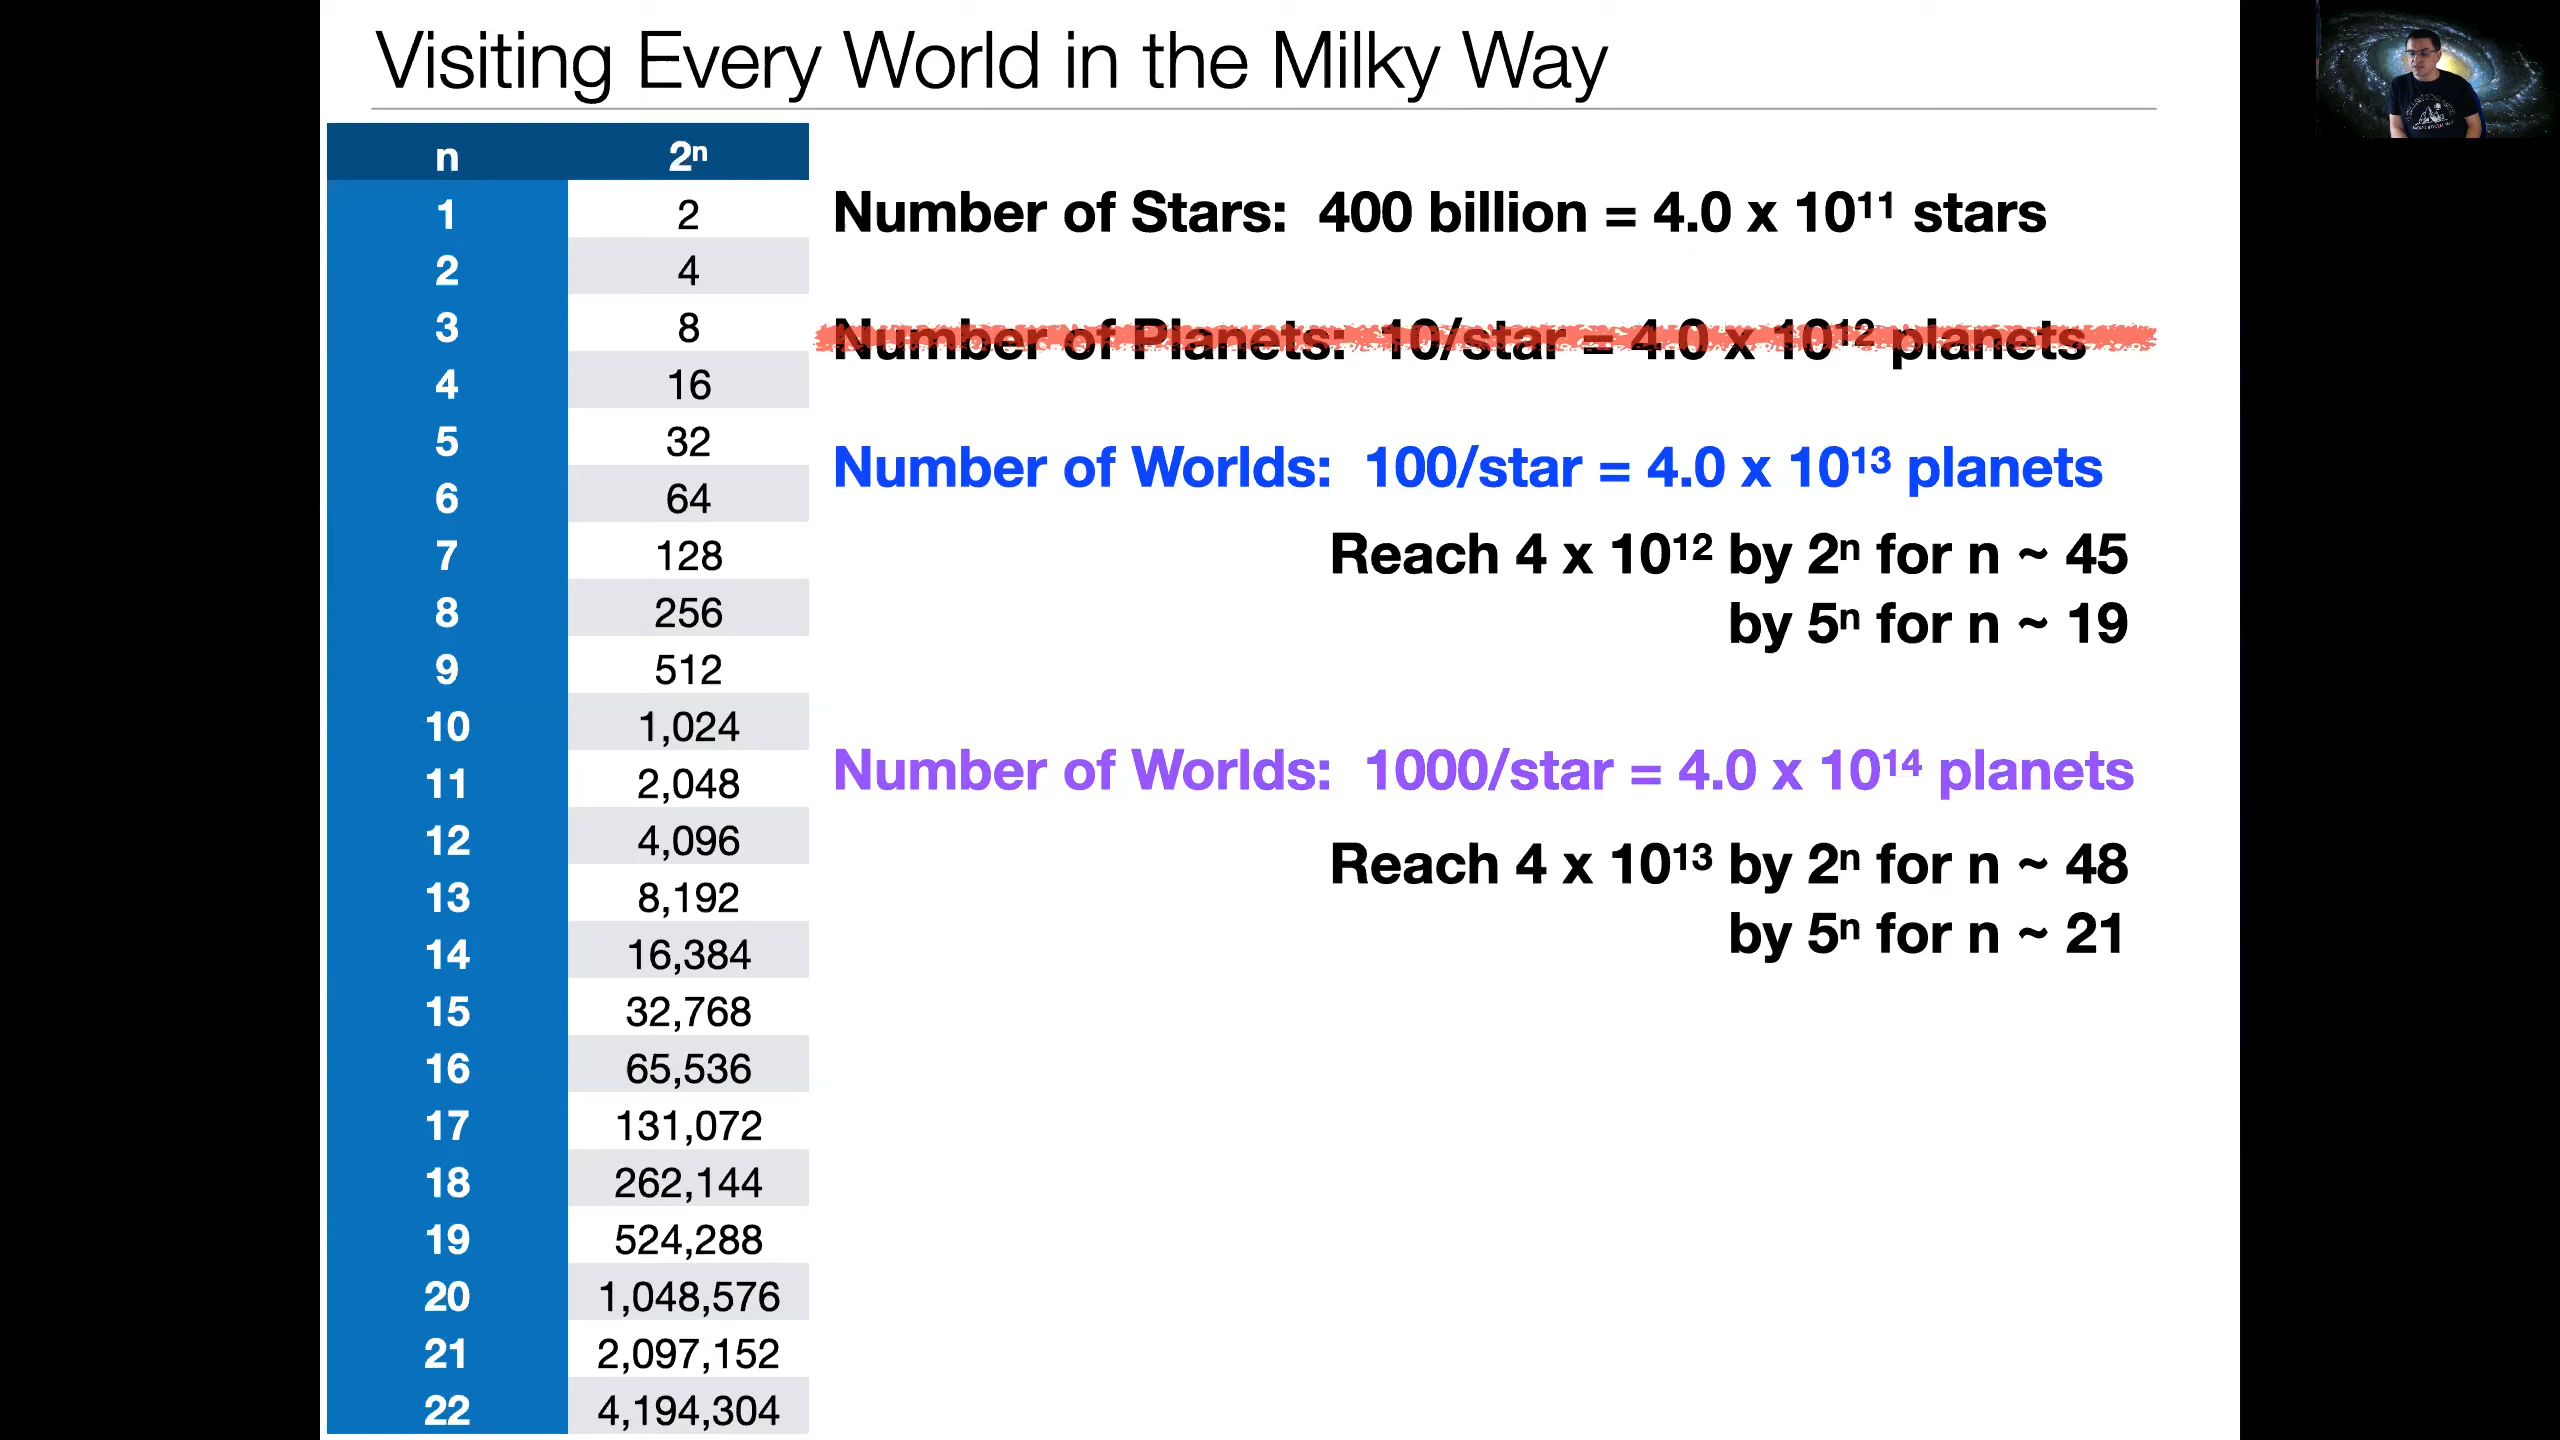 Visiting Every World in the Milky Way
n 2ⁿ
1 2
2 4
3 8
4 16
5 32
6 64
7 128
8 256
9 512
10 1,024
11 2,048
12 4,096
13 8,192
14 16,384
15 32,768
16 65,536
17 131,072
18 262,144
19 524,288
20 1,048,576
21 2,097,152
22 4,194,304
Number of Stars: 400 billion = 4.0 x 10¹¹ stars
Number of Planets: 10/star = 4.0 x 10¹² planets
Number of Worlds: 100/star = 4.0 x 10¹³ planets
Reach 4 x 10¹² by 2ⁿ for n ~ 45
by 5ⁿ for n ~ 19
Number of Worlds: 1000/star = 4.0 x 10¹⁴ planets
Reach 4 x 10¹³ by 2ⁿ for n ~ 48
by 5ⁿ for n ~ 21